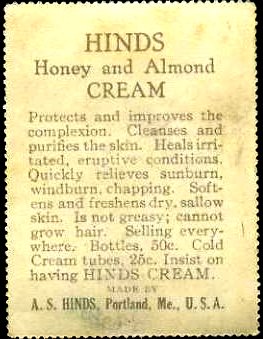 HINDS
Honey and Almond
CREAM
Protects and improves the
complexion. Cleanses and
purifies the skin. Heals irri-
tated, eruptive conditions.
Quickly relieves sunburn,
windburn, chapping. Soft-
ens and freshens dry, sallow
skin. Is not greasy; cannot
grow hair. Selling every-
where. Bottles, 50c. Cold
Cream tubes, 25c. Insist on
having HINDS CREAM.
MADE BY
A. S. HINDS, Portland, Me., U. S. A.